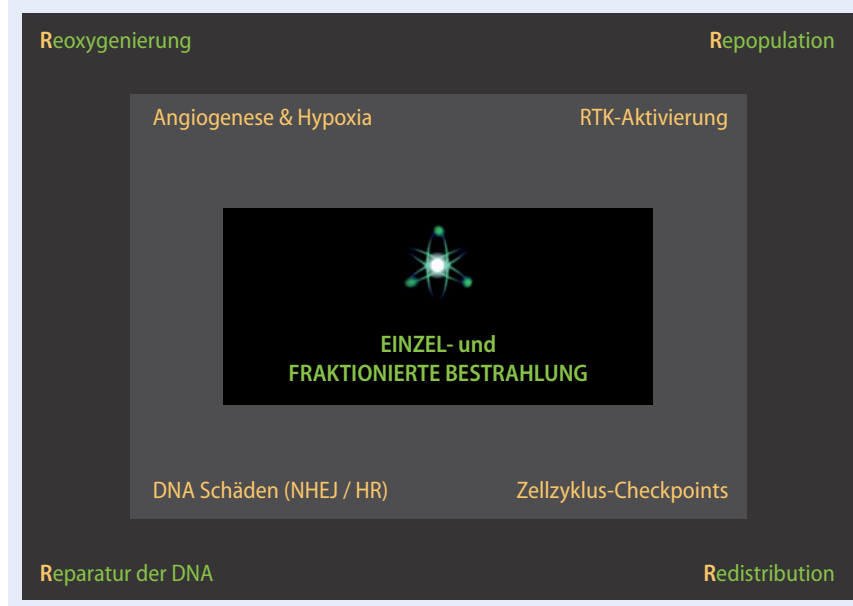 Reoxygenierung Repopulation
Angiogenese & Hypoxia RTK-Aktivierung
EINZEL- und
FRAKTIONIERTE BESTRAHLUNG
DNA Schäden (NHEJ / HR) Zellzyklus-Checkpoints
Reparatur der DNA Redistribution